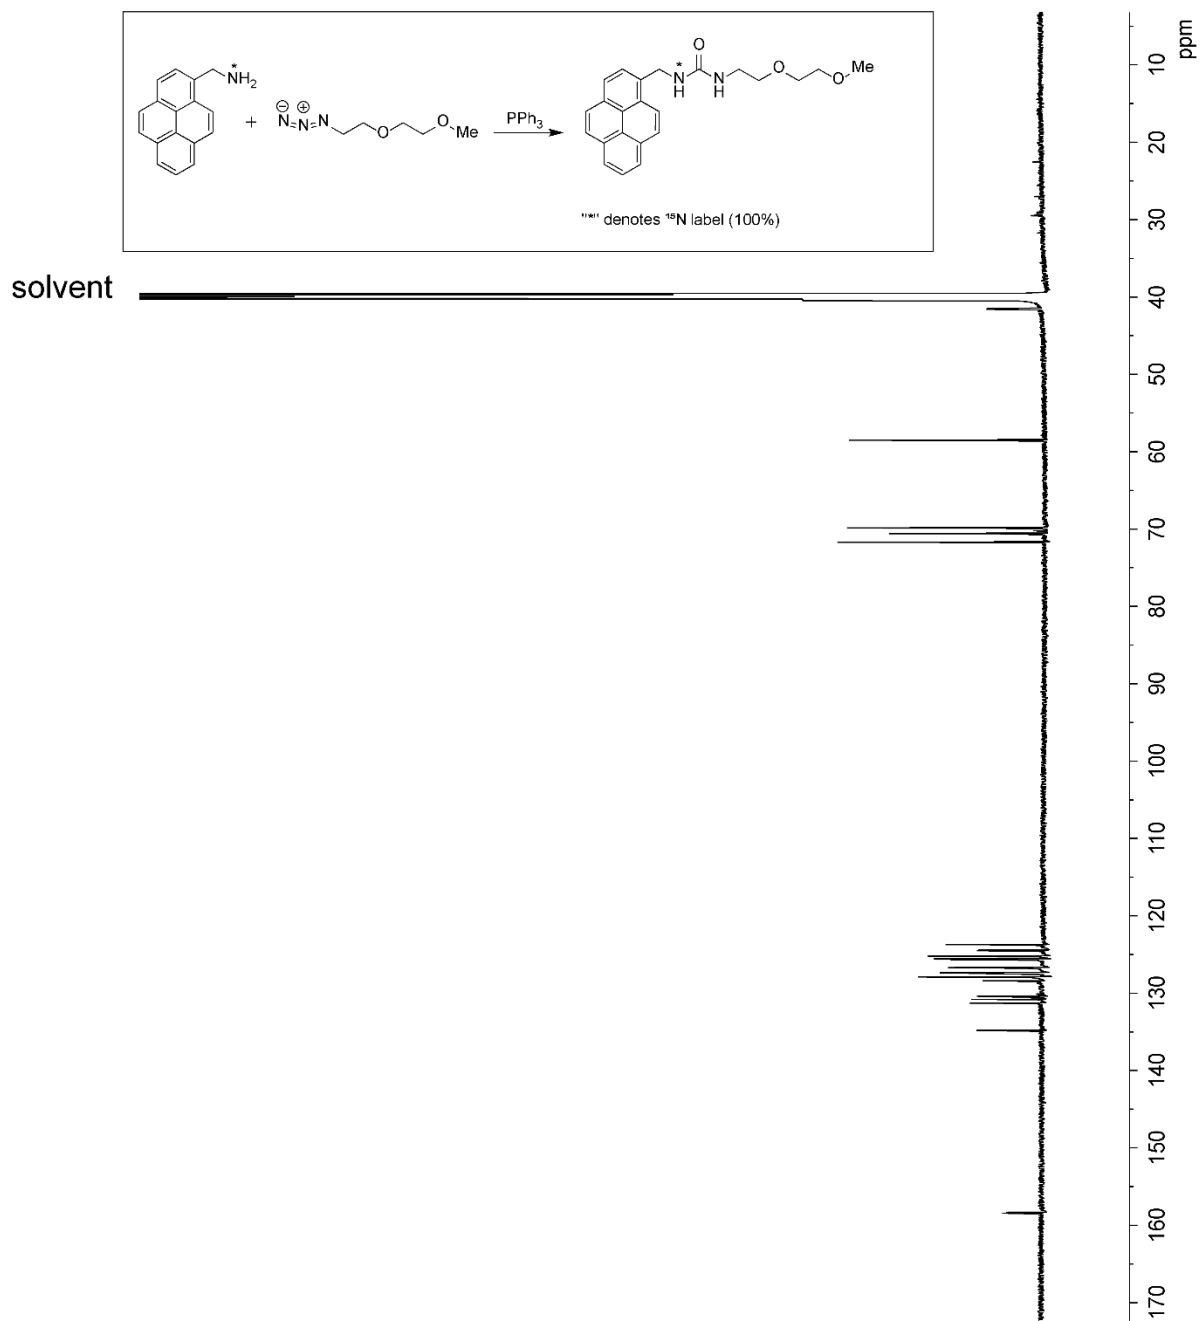 *
NH₂
+
⊖ ⊕
N=N=N
O
O
Me
PPh₃
O
*
N
H
N
H
O
O
Me
"*" denotes ¹⁵N label (100%)
solvent
ppm
10
20
30
40
50
60
70
80
90
100
110
120
130
140
150
160
170